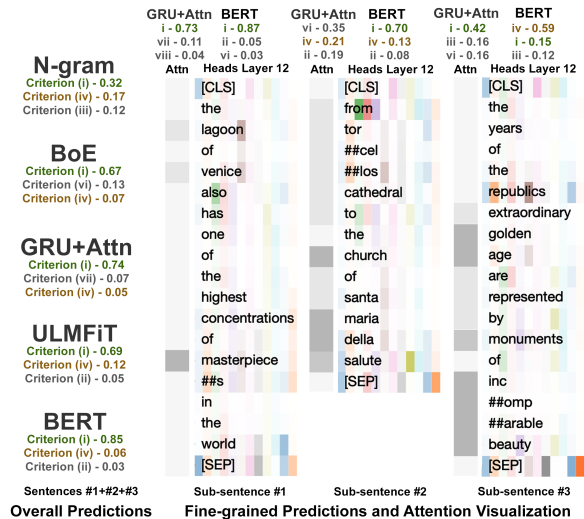 GRU+Attn BERT
i - 0.73 i - 0.87
vii - 0.11 ii - 0.05
viii - 0.04 vi - 0.03
Attn Heads Layer 12
[CLS]
the
lagoon
of
venice
also
has
one
of
the
highest
concentrations
of
masterpiece
##s
in
the
world
[SEP]
Sub-sentence #1
GRU+Attn BERT
vi - 0.35 i - 0.70
iv - 0.21 iv - 0.13
ii - 0.19 ii - 0.08
Attn Heads Layer 12
[CLS]
from
tor
##cel
##los
cathedral
to
the
church
of
santa
maria
della
salute
[SEP]
Sub-sentence #2
GRU+Attn BERT
i - 0.42 iv - 0.59
iii - 0.16 i - 0.15
vi - 0.16 iii - 0.12
Attn Heads Layer 12
[CLS]
the
years
of
the
republics
extraordinary
golden
age
are
represented
by
monuments
of
inc
##omp
##arable
beauty
[SEP]
Sub-sentence #3
N-gram
Criterion (i) - 0.32
Criterion (iv) - 0.17
Criterion (iii) - 0.12
BoE
Criterion (i) - 0.67
Criterion (vi) - 0.13
Criterion (iv) - 0.07
GRU+Attn
Criterion (i) - 0.74
Criterion (vii) - 0.07
Criterion (iv) - 0.05
ULMFiT
Criterion (i) - 0.69
Criterion (iv) - 0.12
Criterion (ii) - 0.05
BERT
Criterion (i) - 0.85
Criterion (iv) - 0.06
Criterion (ii) - 0.03
Sentences #1+#2+#3
Overall Predictions
Fine-grained Predictions and Attention Visualization